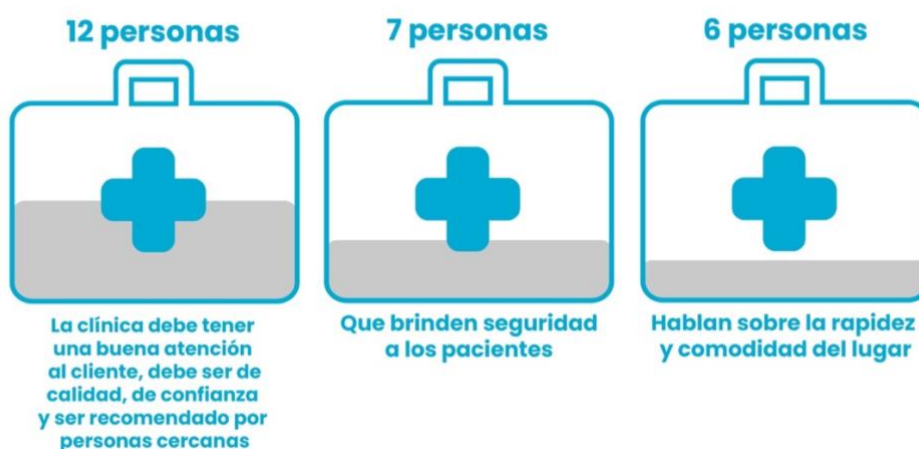 12 personas
La clínica debe tener
una buena atención
al cliente, debe ser de
calidad, de confianza
y ser recomendado por
personas cercanas
7 personas
Que brinden seguridad
a los pacientes
6 personas
Hablan sobre la rapidez
y comodidad del lugar